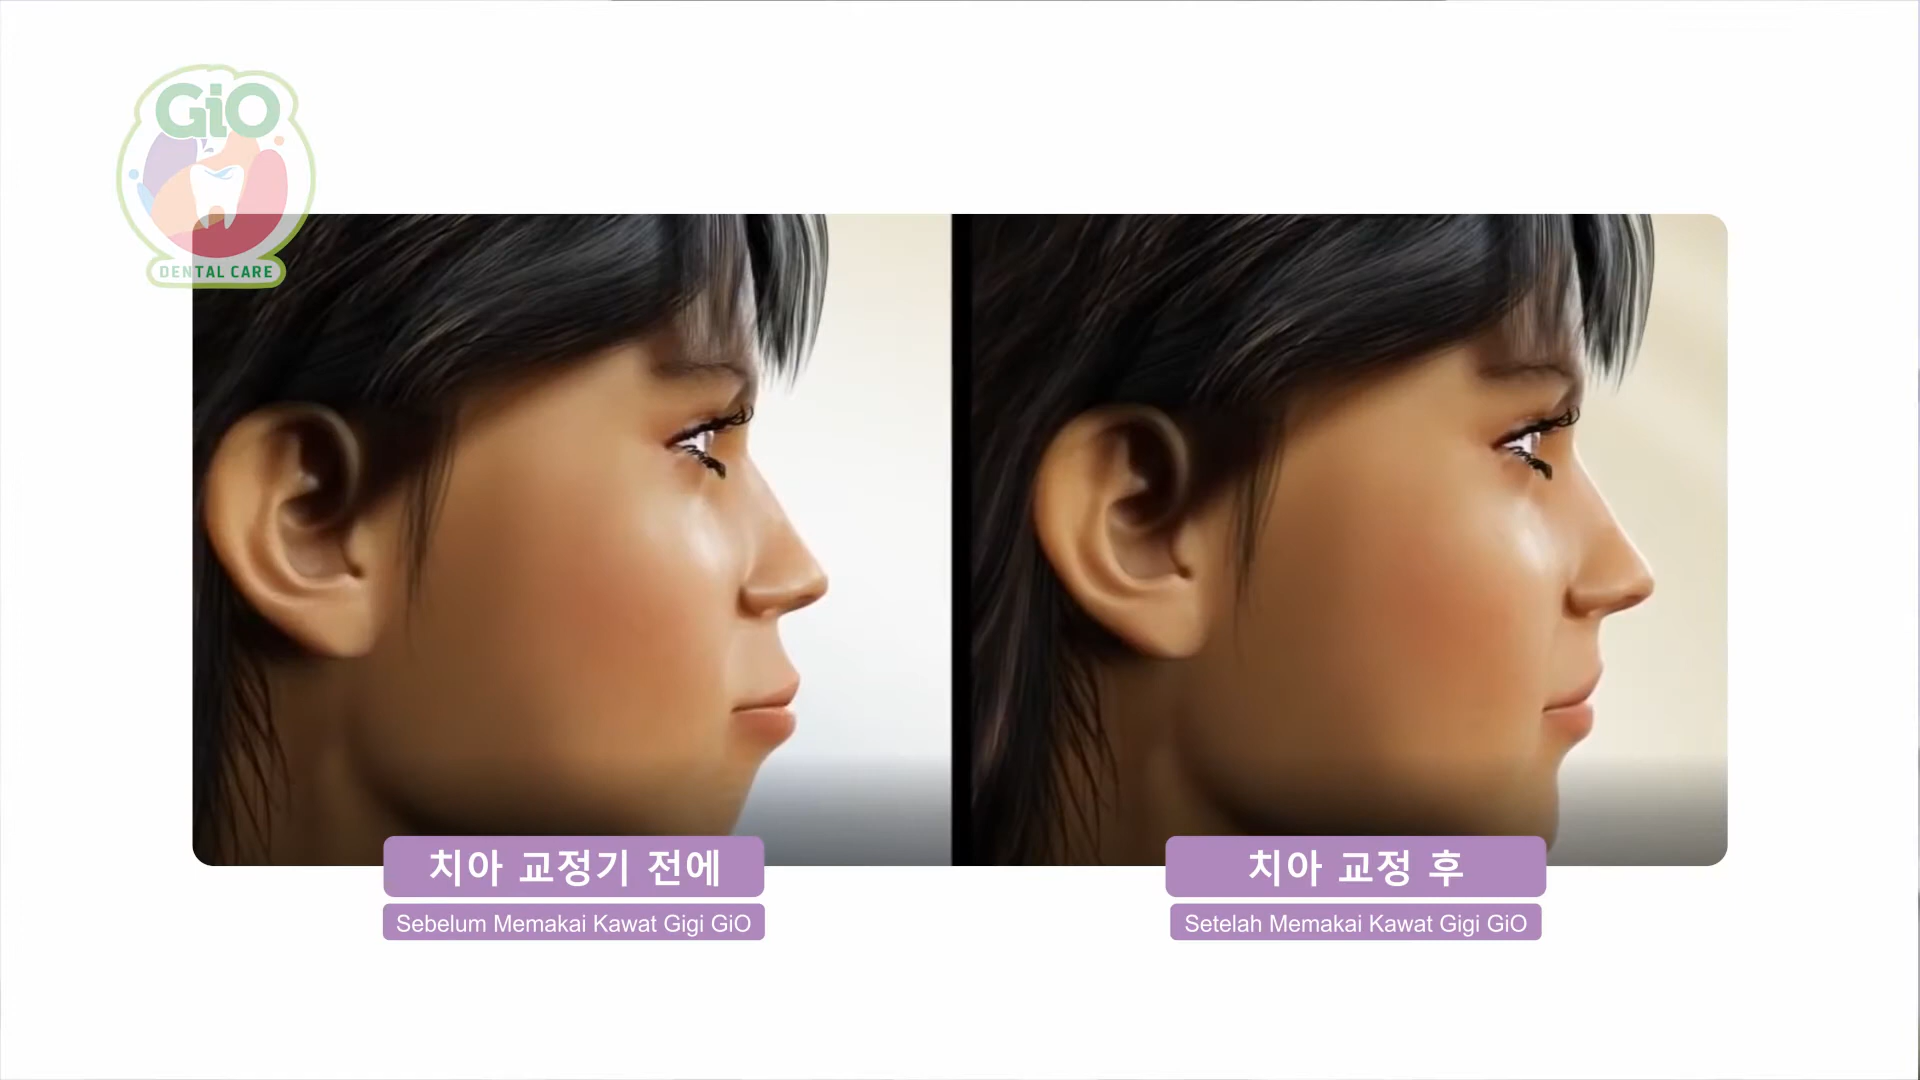 GiO
DENTAL CARE
치아 교정기 전에
Sebelum Memakai Kawat Gigi GiO
치아 교정 후
Setelah Memakai Kawat Gigi GiO